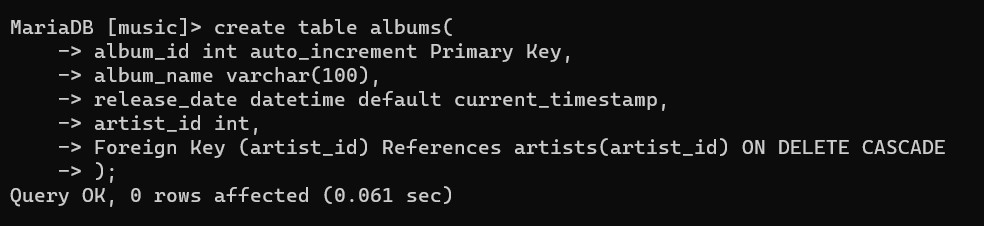 MariaDB [music]> create table albums(
    -> album_id int auto_increment Primary Key,
    -> album_name varchar(100),
    -> release_date datetime default current_timestamp,
    -> artist_id int,
    -> Foreign Key (artist_id) References artists(artist_id) ON DELETE CASCADE
    -> );
Query OK, 0 rows affected (0.061 sec)